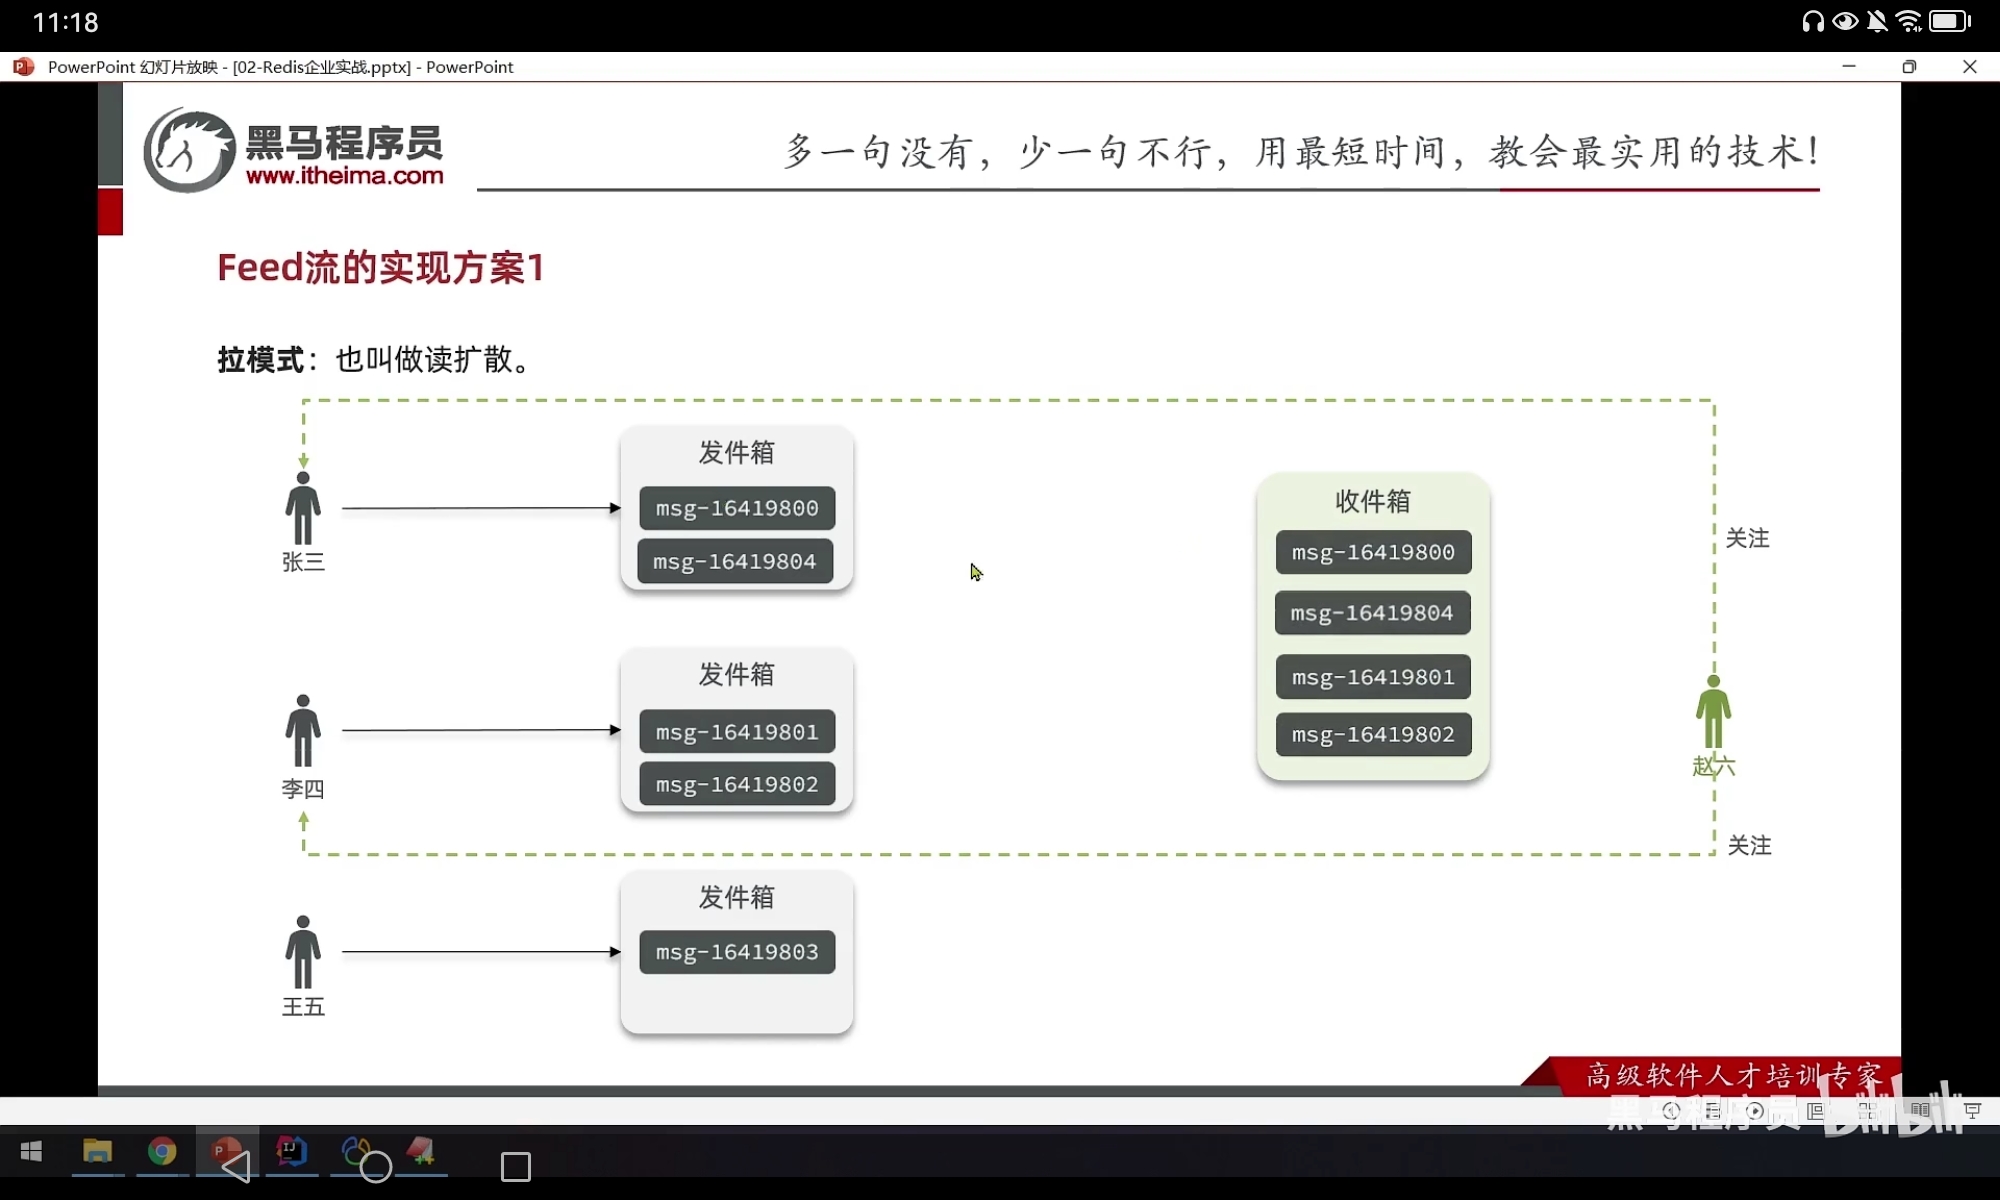 11:18
PowerPoint 幻灯片放映 - [02-Redis企业实战.pptx] - PowerPoint
黑马程序员
www.itheima.com
多一句没有，少一句不行，用最短时间，教会最实用的技术！
Feed流的实现方案1
拉模式：也叫做读扩散。
发件箱
msg-16419800
msg-16419804
张三
收件箱
msg-16419800
msg-16419804
msg-16419801
msg-16419802
关注
发件箱
msg-16419801
msg-16419802
李四
赵六
关注
发件箱
msg-16419803
王五
高级软件人才培训专家
黑马程序员 bilibili